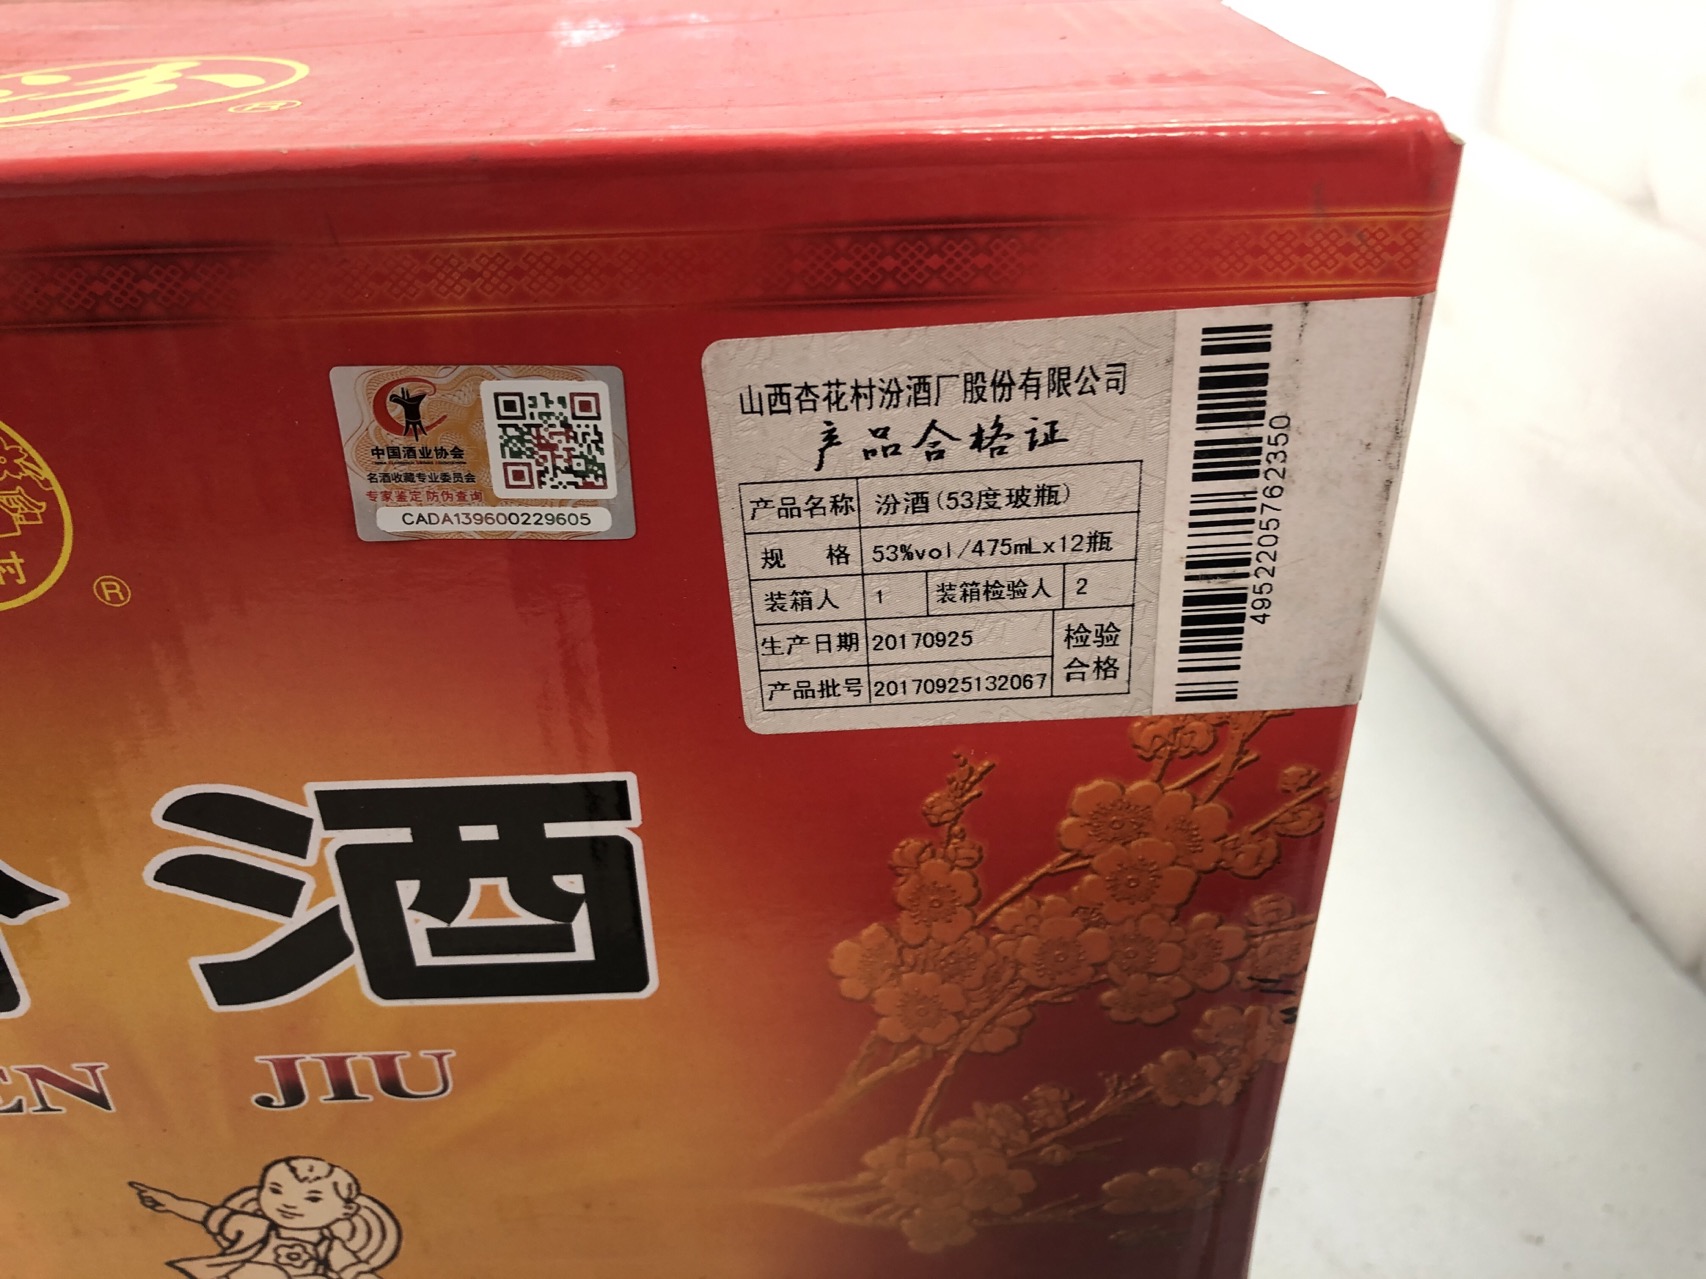 ®
中国酒业协会
名酒收藏专业委员会
专家鉴定 防伪查询
CADA139600229605
山西杏花村汾酒厂股份有限公司
产品合格证
产品名称 汾酒(53度玻瓶)
规 格 53%vol/475mLx12瓶
装箱人 1 装箱检验人 2
生产日期 20170925 检验合格
产品批号 20170925132067
4952205762350
®
酒
EN JIU